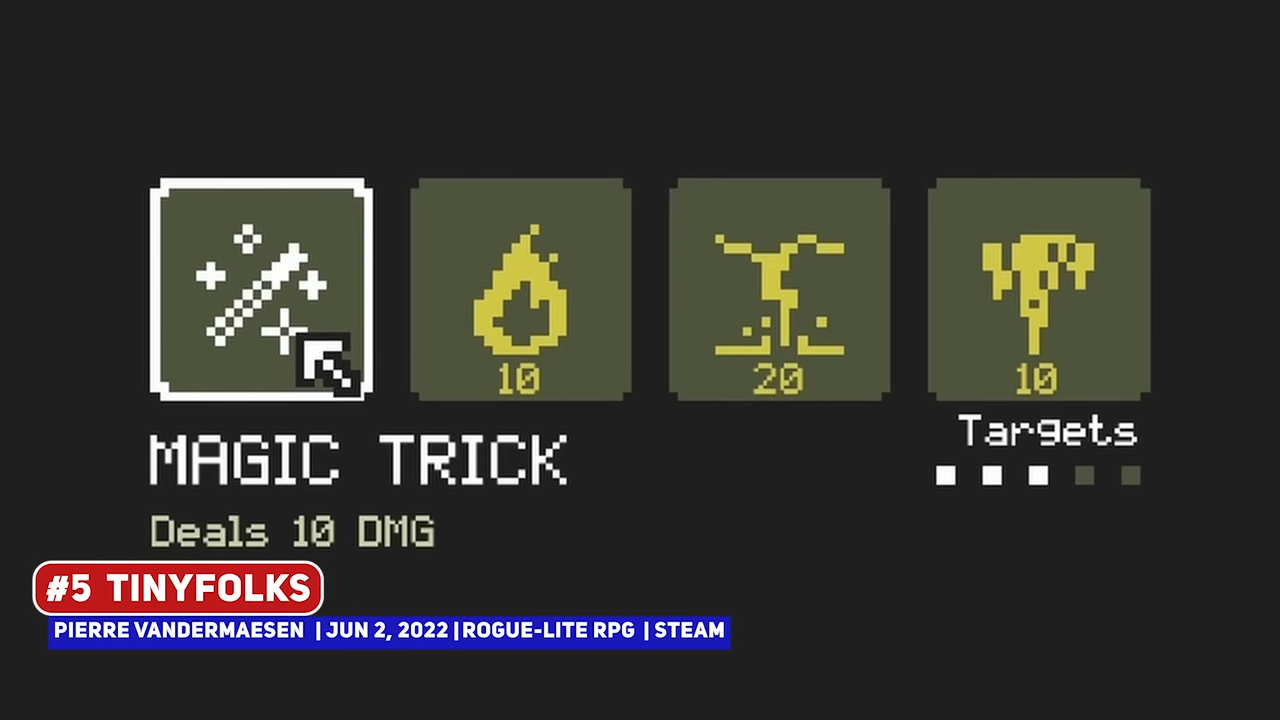 10 20 10
Targets
MAGIC TRICK
Deals 10 DMG
#5 TINYFOLKS
PIERRE VANDERMAESEN | JUN 2, 2022 | ROGUE-LITE RPG | STEAM